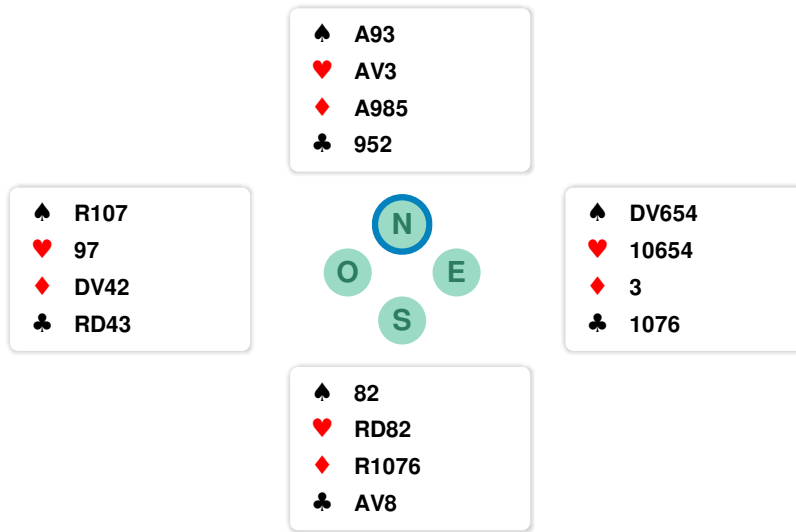 ♠ A93
♥ AV3
♦ A985
♣ 952
♠ R107
♥ 97
♦ DV42
♣ RD43
N
O E
S
♠ DV654
♥ 10654
♦ 3
♣ 1076
♠ 82
♥ RD82
♦ R1076
♣ AV8